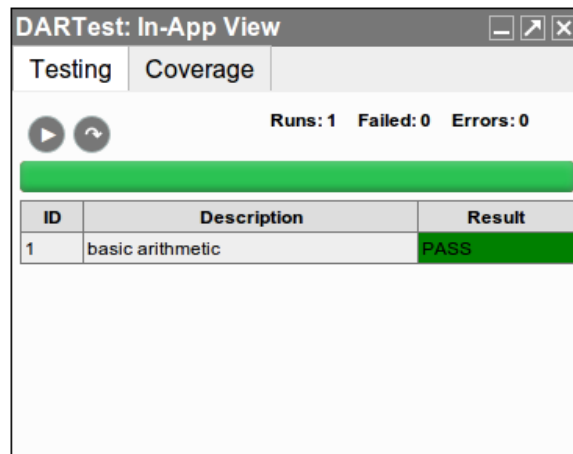 DARTest: In-App View
Testing Coverage
Runs: 1 Failed: 0 Errors: 0
ID Description Result
1 basic arithmetic PASS